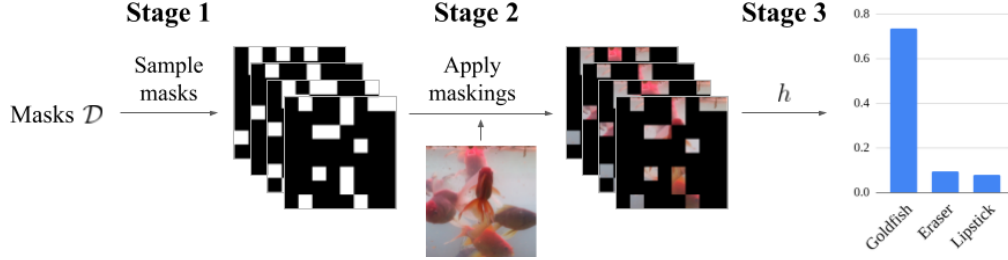 Stage 1
Stage 2
Stage 3
Sample
masks
Apply
maskings
Masks 𝒟
h
0.8
0.6
0.4
0.2
0.0
Goldfish
Eraser
Lipstick